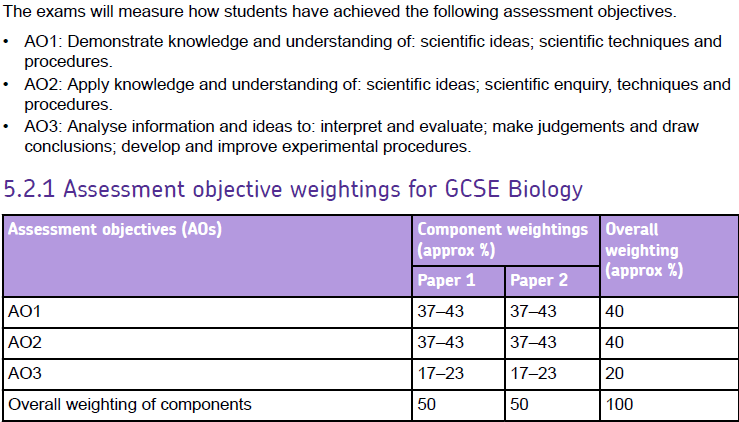 The exams will measure how students have achieved the following assessment objectives.
• AO1: Demonstrate knowledge and understanding of: scientific ideas; scientific techniques and
procedures.
• AO2: Apply knowledge and understanding of: scientific ideas; scientific enquiry, techniques and
procedures.
• AO3: Analyse information and ideas to: interpret and evaluate; make judgements and draw
conclusions; develop and improve experimental procedures.
5.2.1 Assessment objective weightings for GCSE Biology
Assessment objectives (AOs) Component weightings (approx %) Overall weighting (approx %)
Paper 1 Paper 2
AO1 37–43 37–43 40
AO2 37–43 37–43 40
AO3 17–23 17–23 20
Overall weighting of components 50 50 100